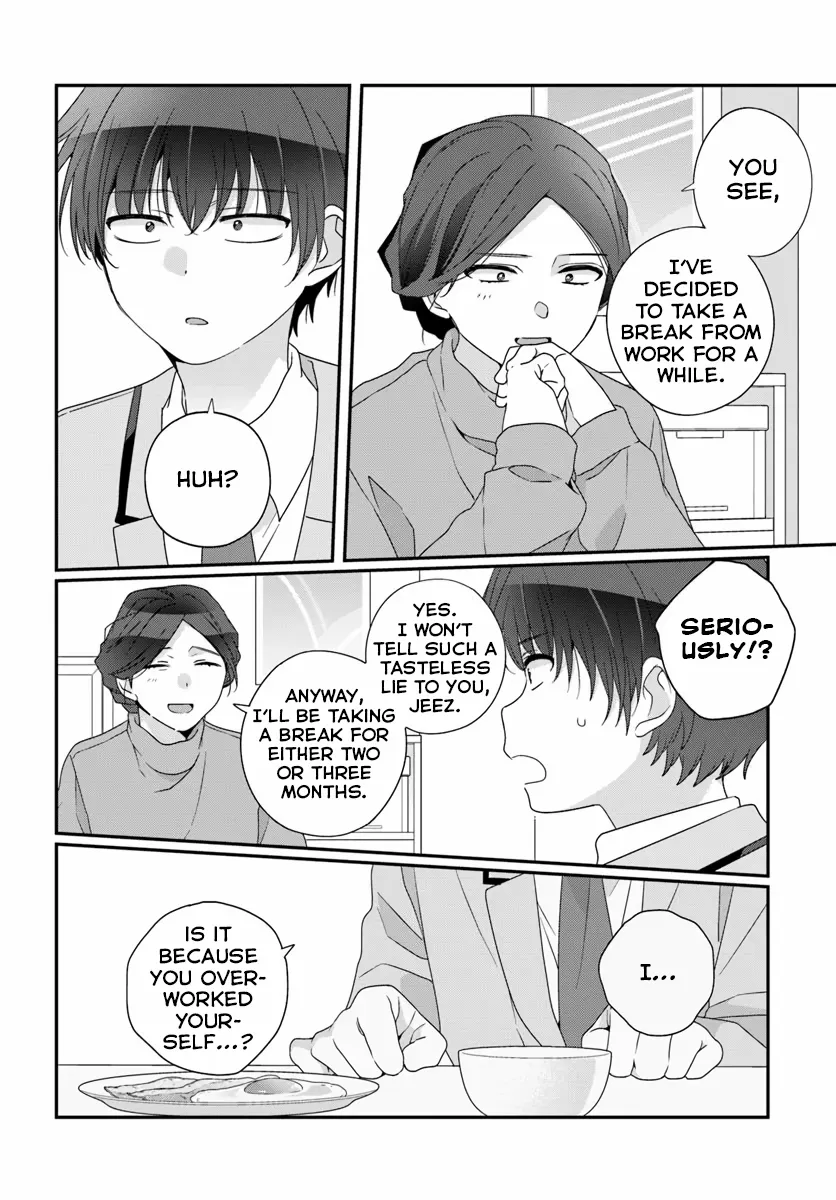 YOU
SEE,
I'VE
DECIDED
TO TAKE A
BREAK FROM
WORK FOR A
WHILE.
HUH?
SERIO-
USLY!?
YES.
I WON'T
TELL SUCH A
TASTELESS
LIE TO YOU,
JEEZ.
ANYWAY,
I'LL BE TAKING
A BREAK FOR
EITHER TWO
OR THREE
MONTHS.
I...
IS IT
BECAUSE
YOU OVER-
WORKED
YOUR-
SELF...?